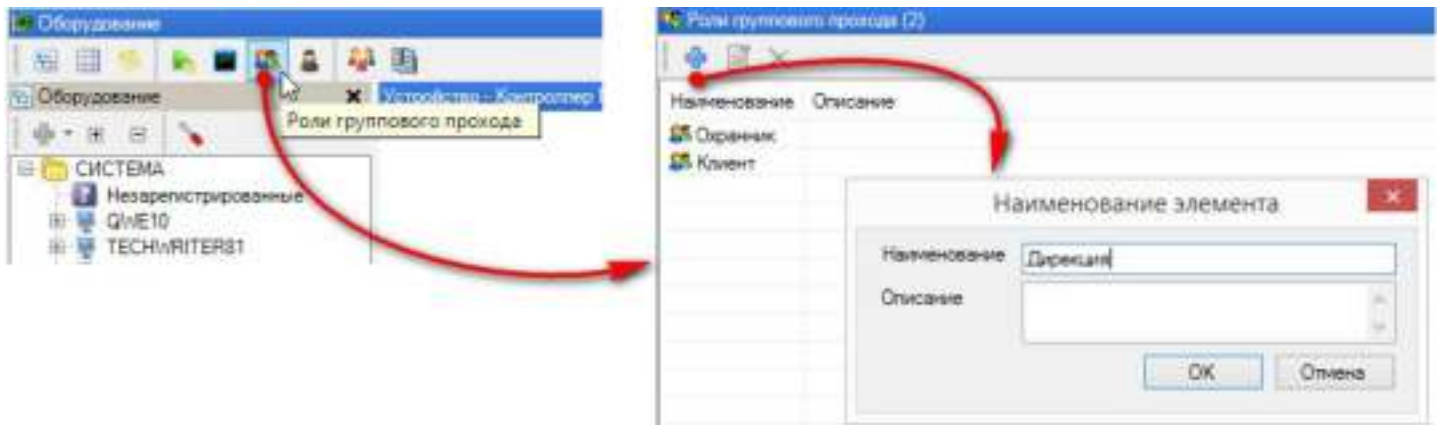 Оборудование
Оборудование
Устройство - Контроллер
Роли группового прохода
СИСТЕМА
Незарегистрированные
QWE10
TECHWRITER81
Роли группового прохода (2)
Наименование Описание
Охранник
Клиент
Наименование элемента
Наименование Дирекция
Описание
OK Отмена